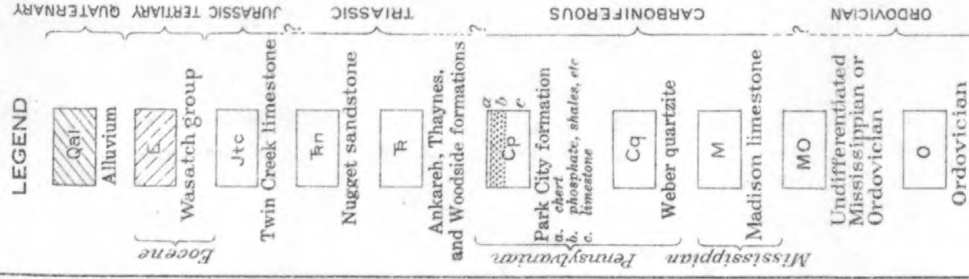 LEGEND
Qal
Alluvium
QUATERNARY
E
Wasatch group
Eocene
TERTIARY
Jtc
Twin Creek limestone
JURASSIC
?
Ꞧn
Nugget sandstone
Ꞧ
Ankareh, Thaynes,
and Woodside formations
TRIASSIC
?
Cp
a
b
c
Park City formation
a. chert
b. phosphate, shales, etc
c. limestone
Cq
Weber quartzite
Pennsylvanian
M
Madison limestone
Mississippian
CARBONIFEROUS
?
MO
Undifferentiated
Mississippian or
Ordovician
O
Ordovician
ORDOVICIAN